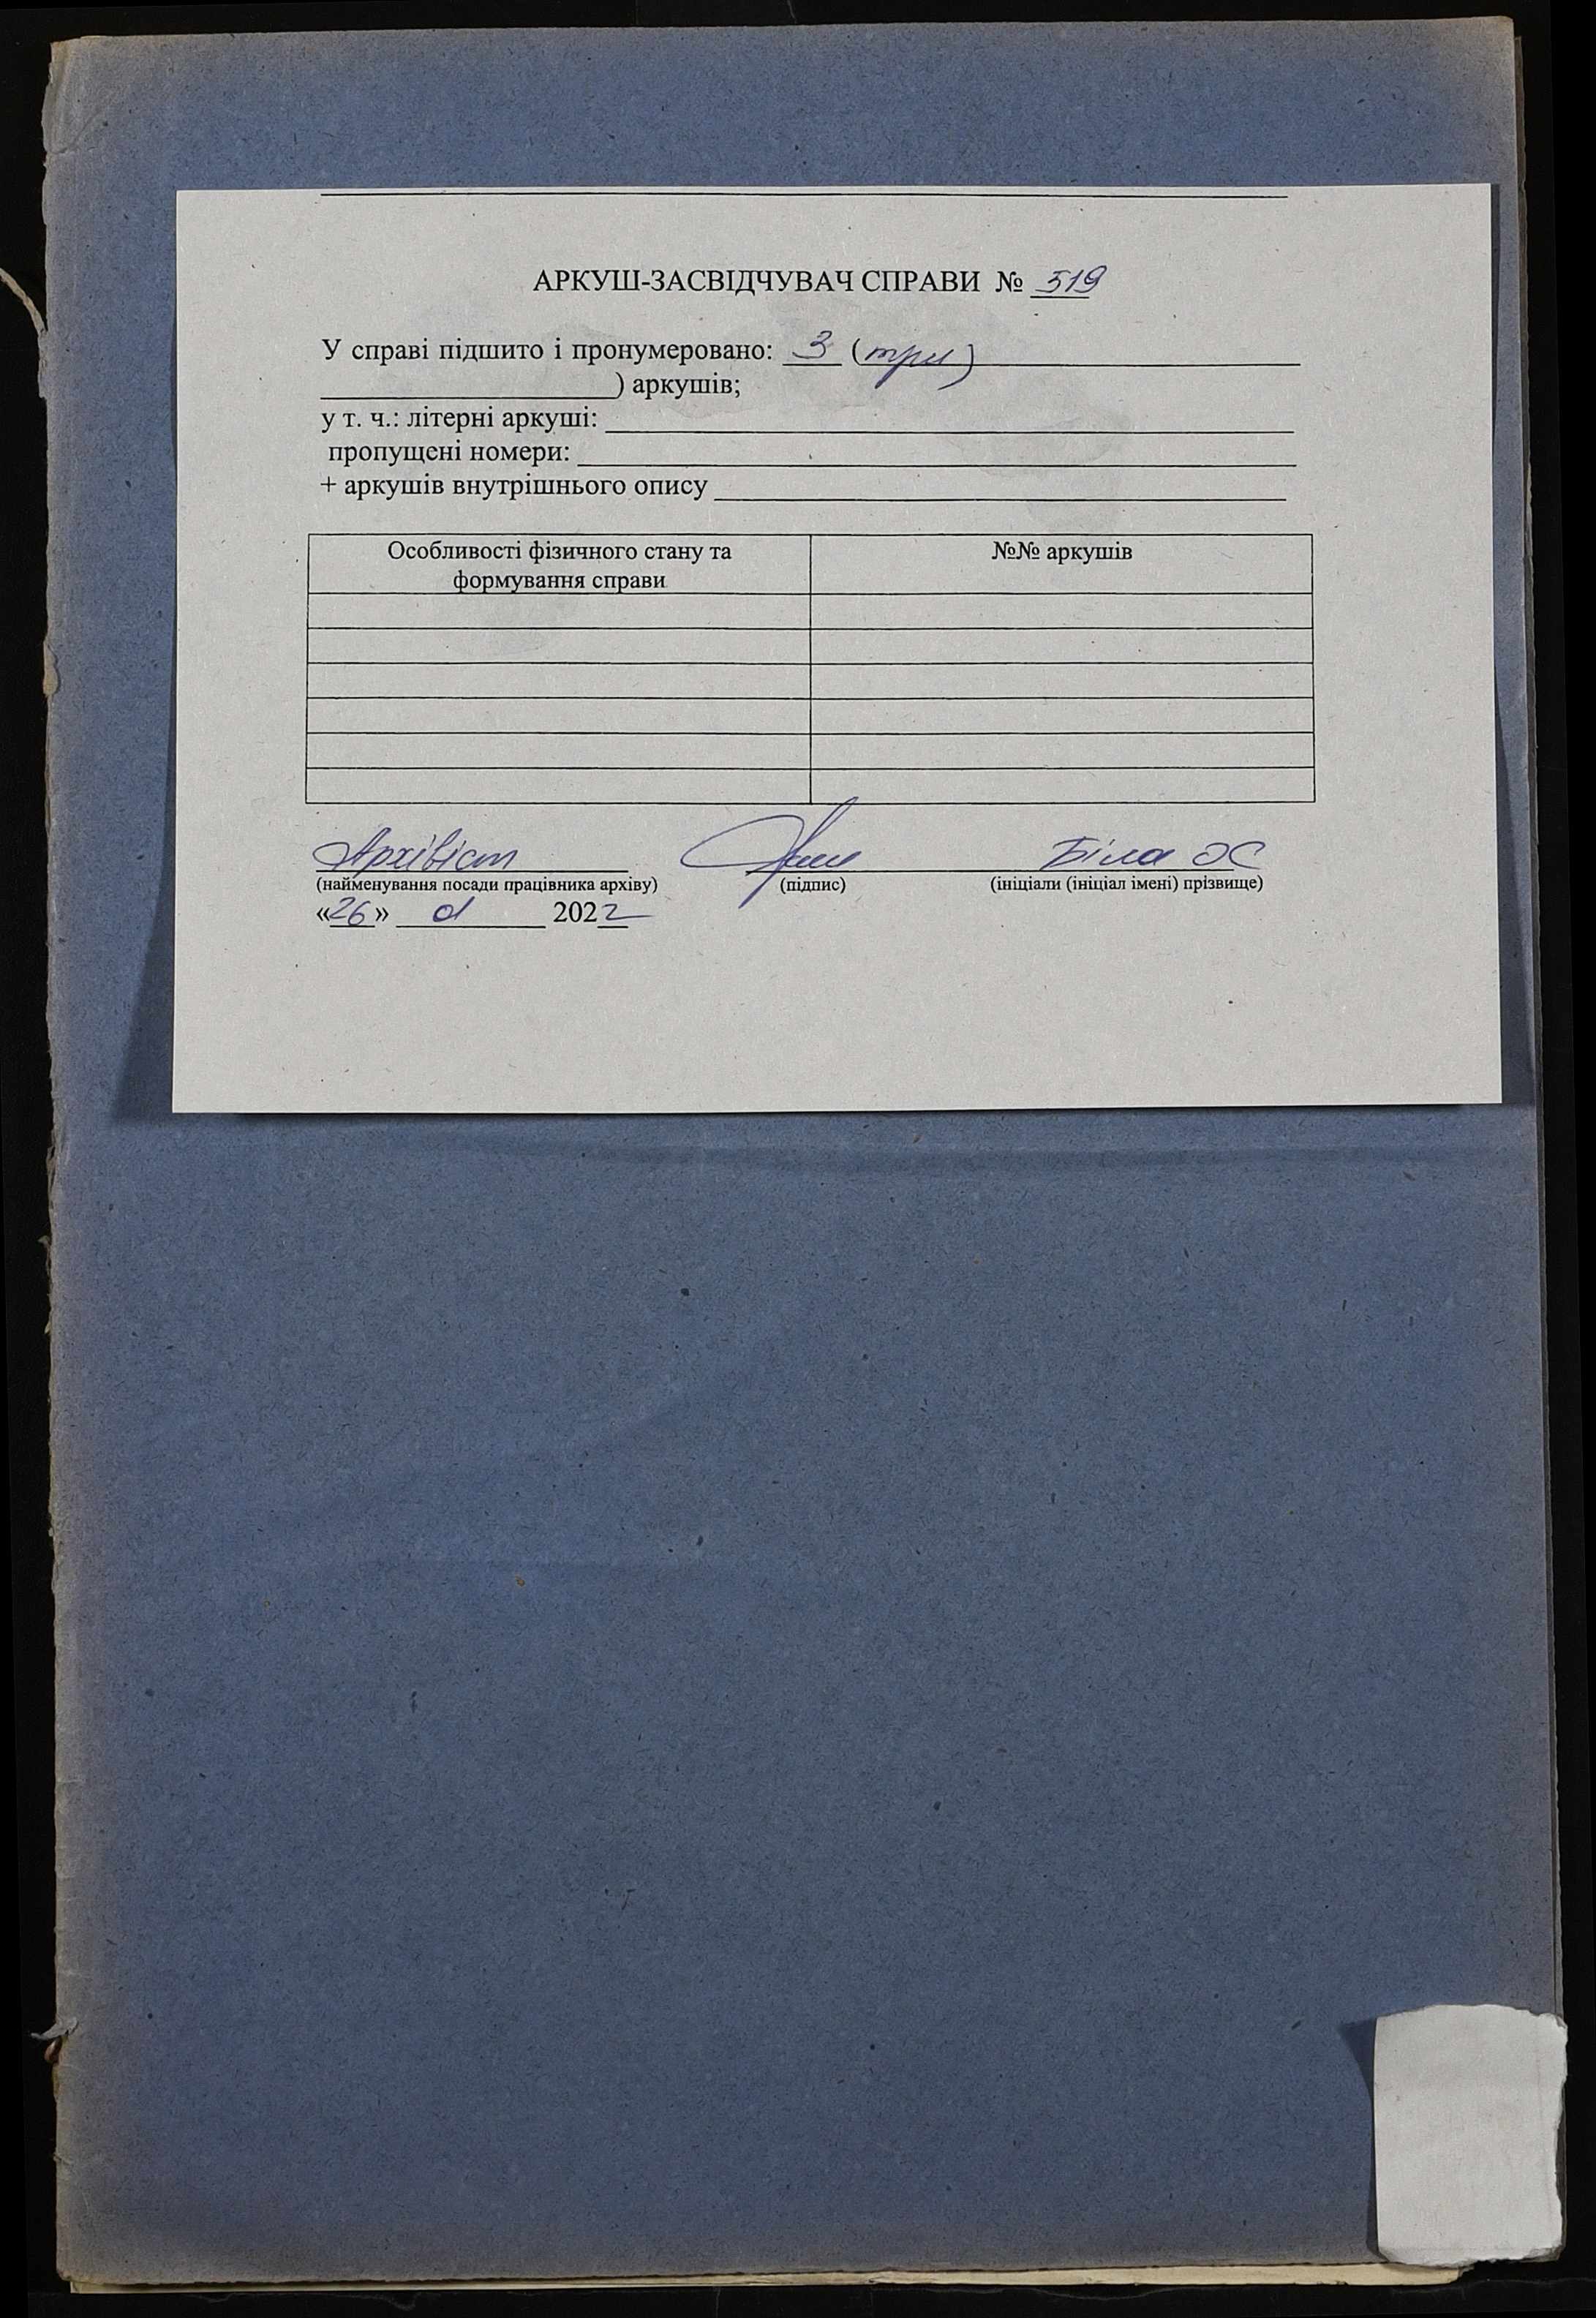 АРКУШ-ЗАСВІДЧУВАЧ СПРАВИ № 519
У справі підшито і пронумеровано: 3 (три)
) аркушів;
у т. ч.: літерні аркуші:
пропущені номери:
+ аркушів внутрішнього опису
Особливості фізичного стану та формування справи №№ аркушів
Архівіст Біла ЮС
(найменування посади працівника архіву) (підпис) (ініціали (ініціал імені) прізвище)
«26» 2022